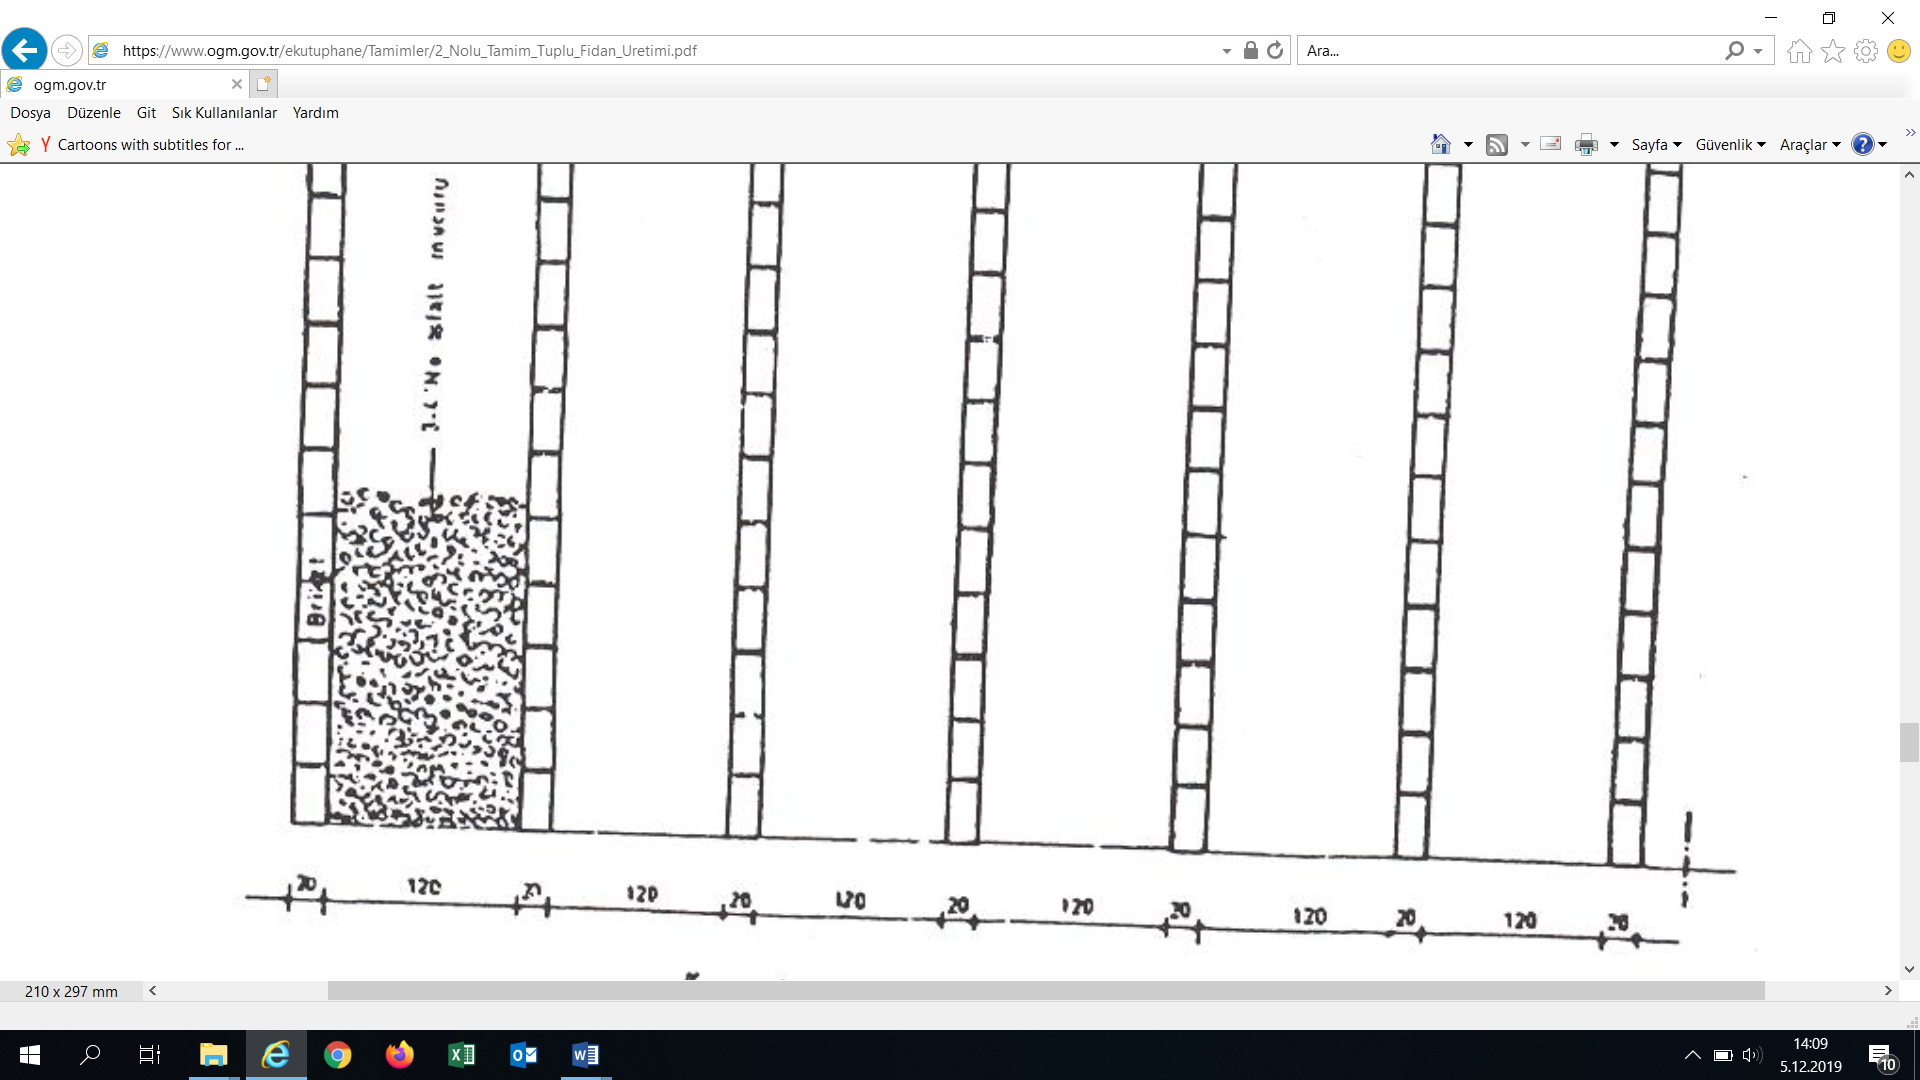 https://www.ogm.gov.tr/ekutuphane/Tamimler/2_Nolu_Tamim_Tuplu_Fidan_Uretimi.pdf
Ara...
ogm.gov.tr
Dosya Düzenle Git Sık Kullanılanlar Yardım
Cartoons with subtitles for ...
Sayfa Güvenlik Araçlar
asfalt
20 120 20 120 20 120 20 120 20 120 20 120 20
210 x 297 mm
14:09
5.12.2019
10